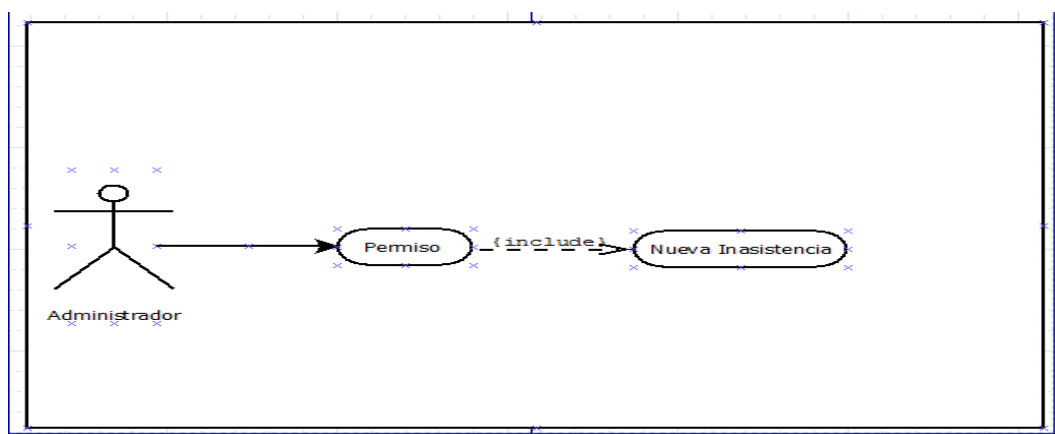 Permiso
{include}
Nueva Inasistencia
Administrador